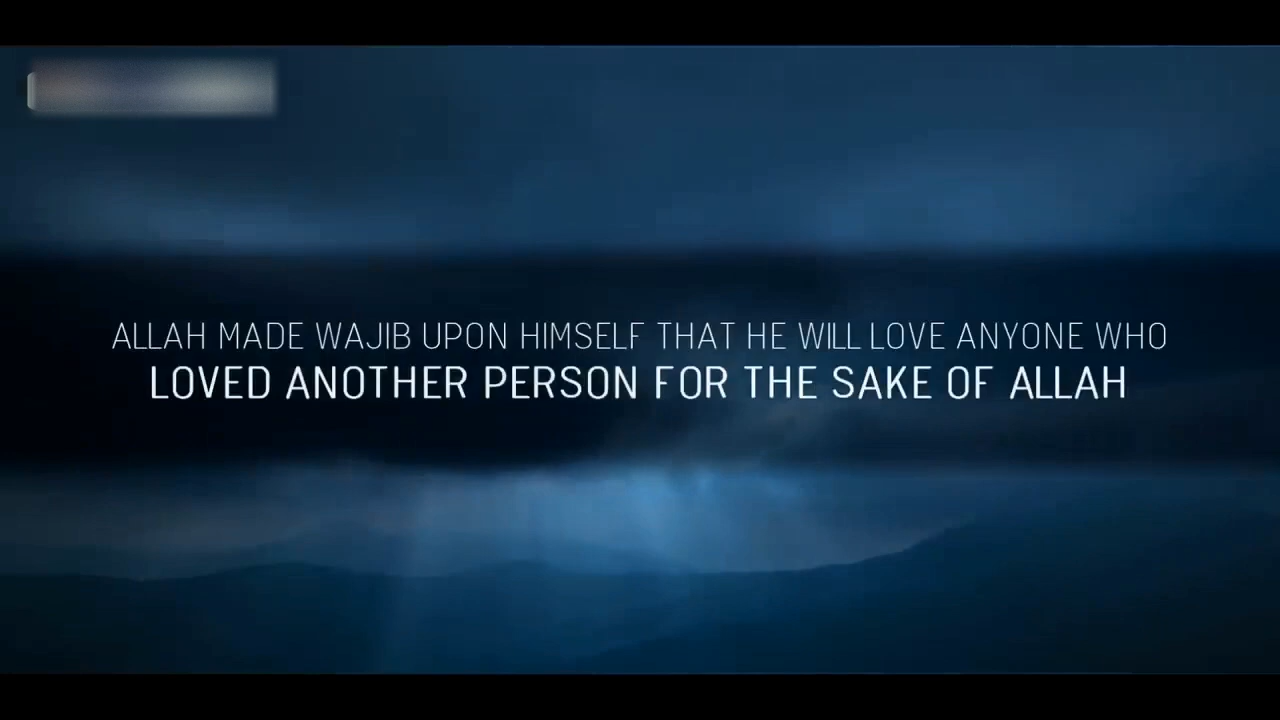 ALLAH MADE WAJIB UPON HIMSELF THAT HE WILL LOVE ANYONE WHO
LOVED ANOTHER PERSON FOR THE SAKE OF ALLAH